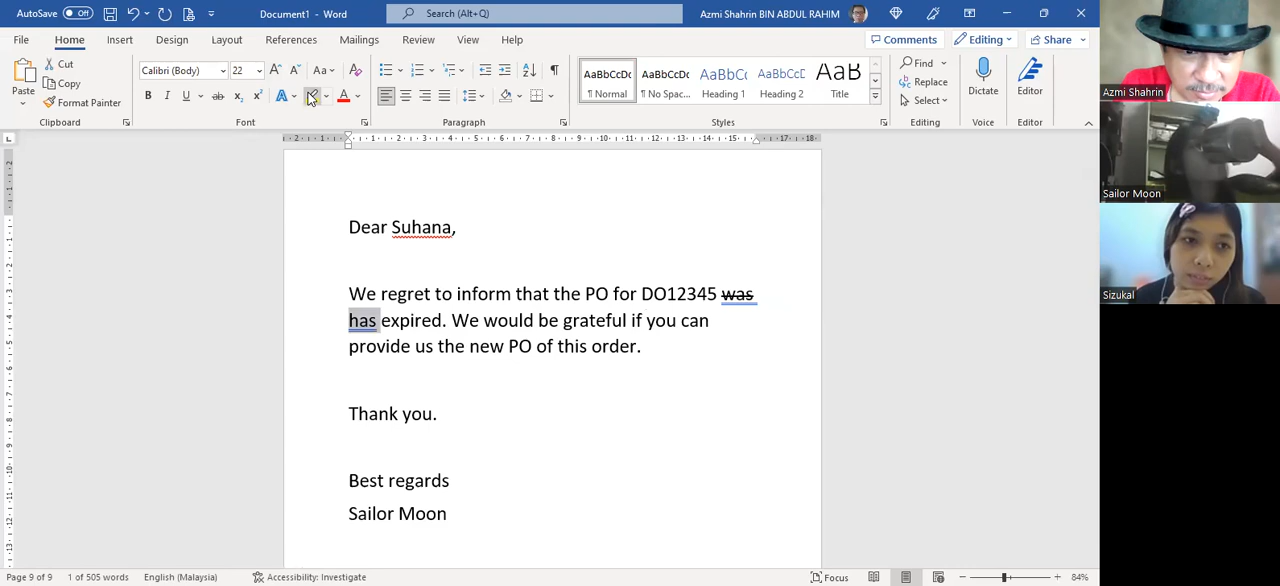 AutoSave Off Document1 - Word Search (Alt+Q) Azmi Shahrin BIN ABDUL RAHIM
File Home Insert Design Layout References Mailings Review View Help Comments Editing Share
Paste Cut Copy Format Painter
Calibri (Body) 22 Aa
B I U ab x₂ x² A A
AaBbCcDc AaBbCcDc AaBbCc AaBbCcD AaB
¶ Normal ¶ No Spac... Heading 1 Heading 2 Title
Find Replace Select Dictate Editor
Clipboard Font Paragraph Styles Editing Voice Editor
Azmi Shahrin
Sailor Moon
Sizukal
Dear Suhana,
We regret to inform that the PO for DO12345 was
has expired. We would be grateful if you can
provide us the new PO of this order.
Thank you.
Best regards
Sailor Moon
Page 9 of 9 1 of 505 words English (Malaysia) Accessibility: Investigate Focus 84%